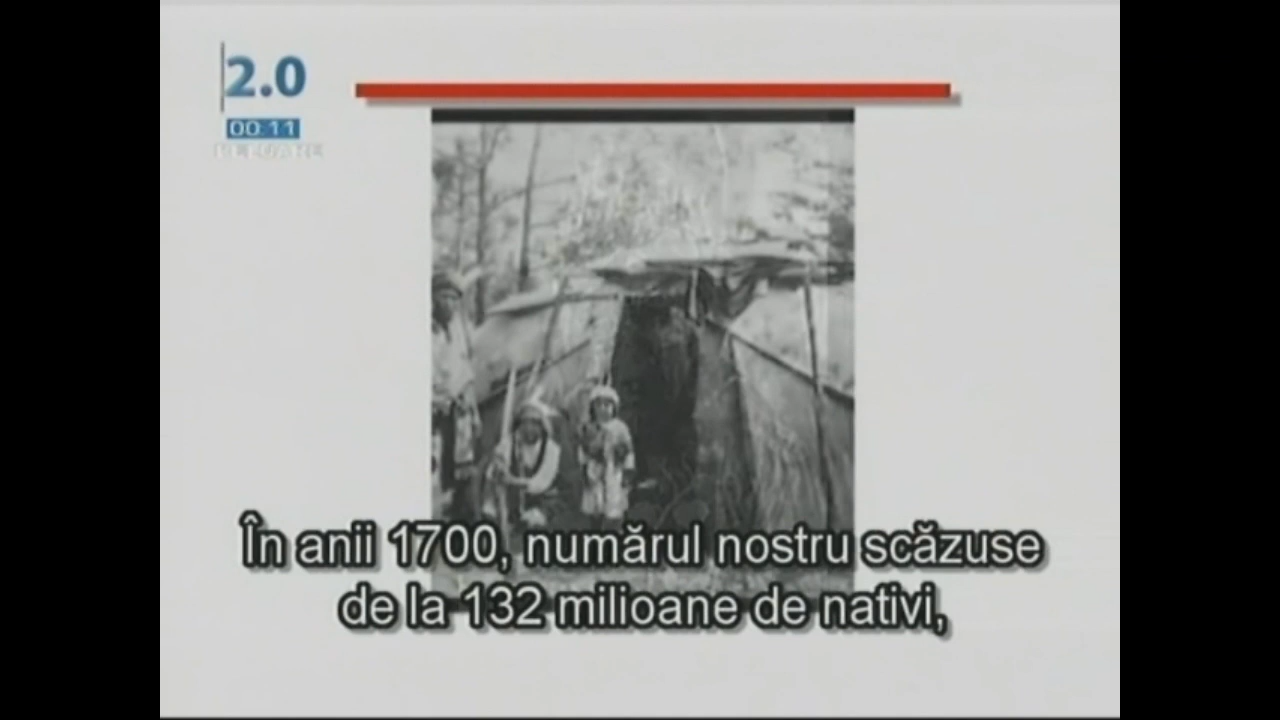 2.0
00:11
În anii 1700, numărul nostru scăzuse
de la 132 milioane de nativi,